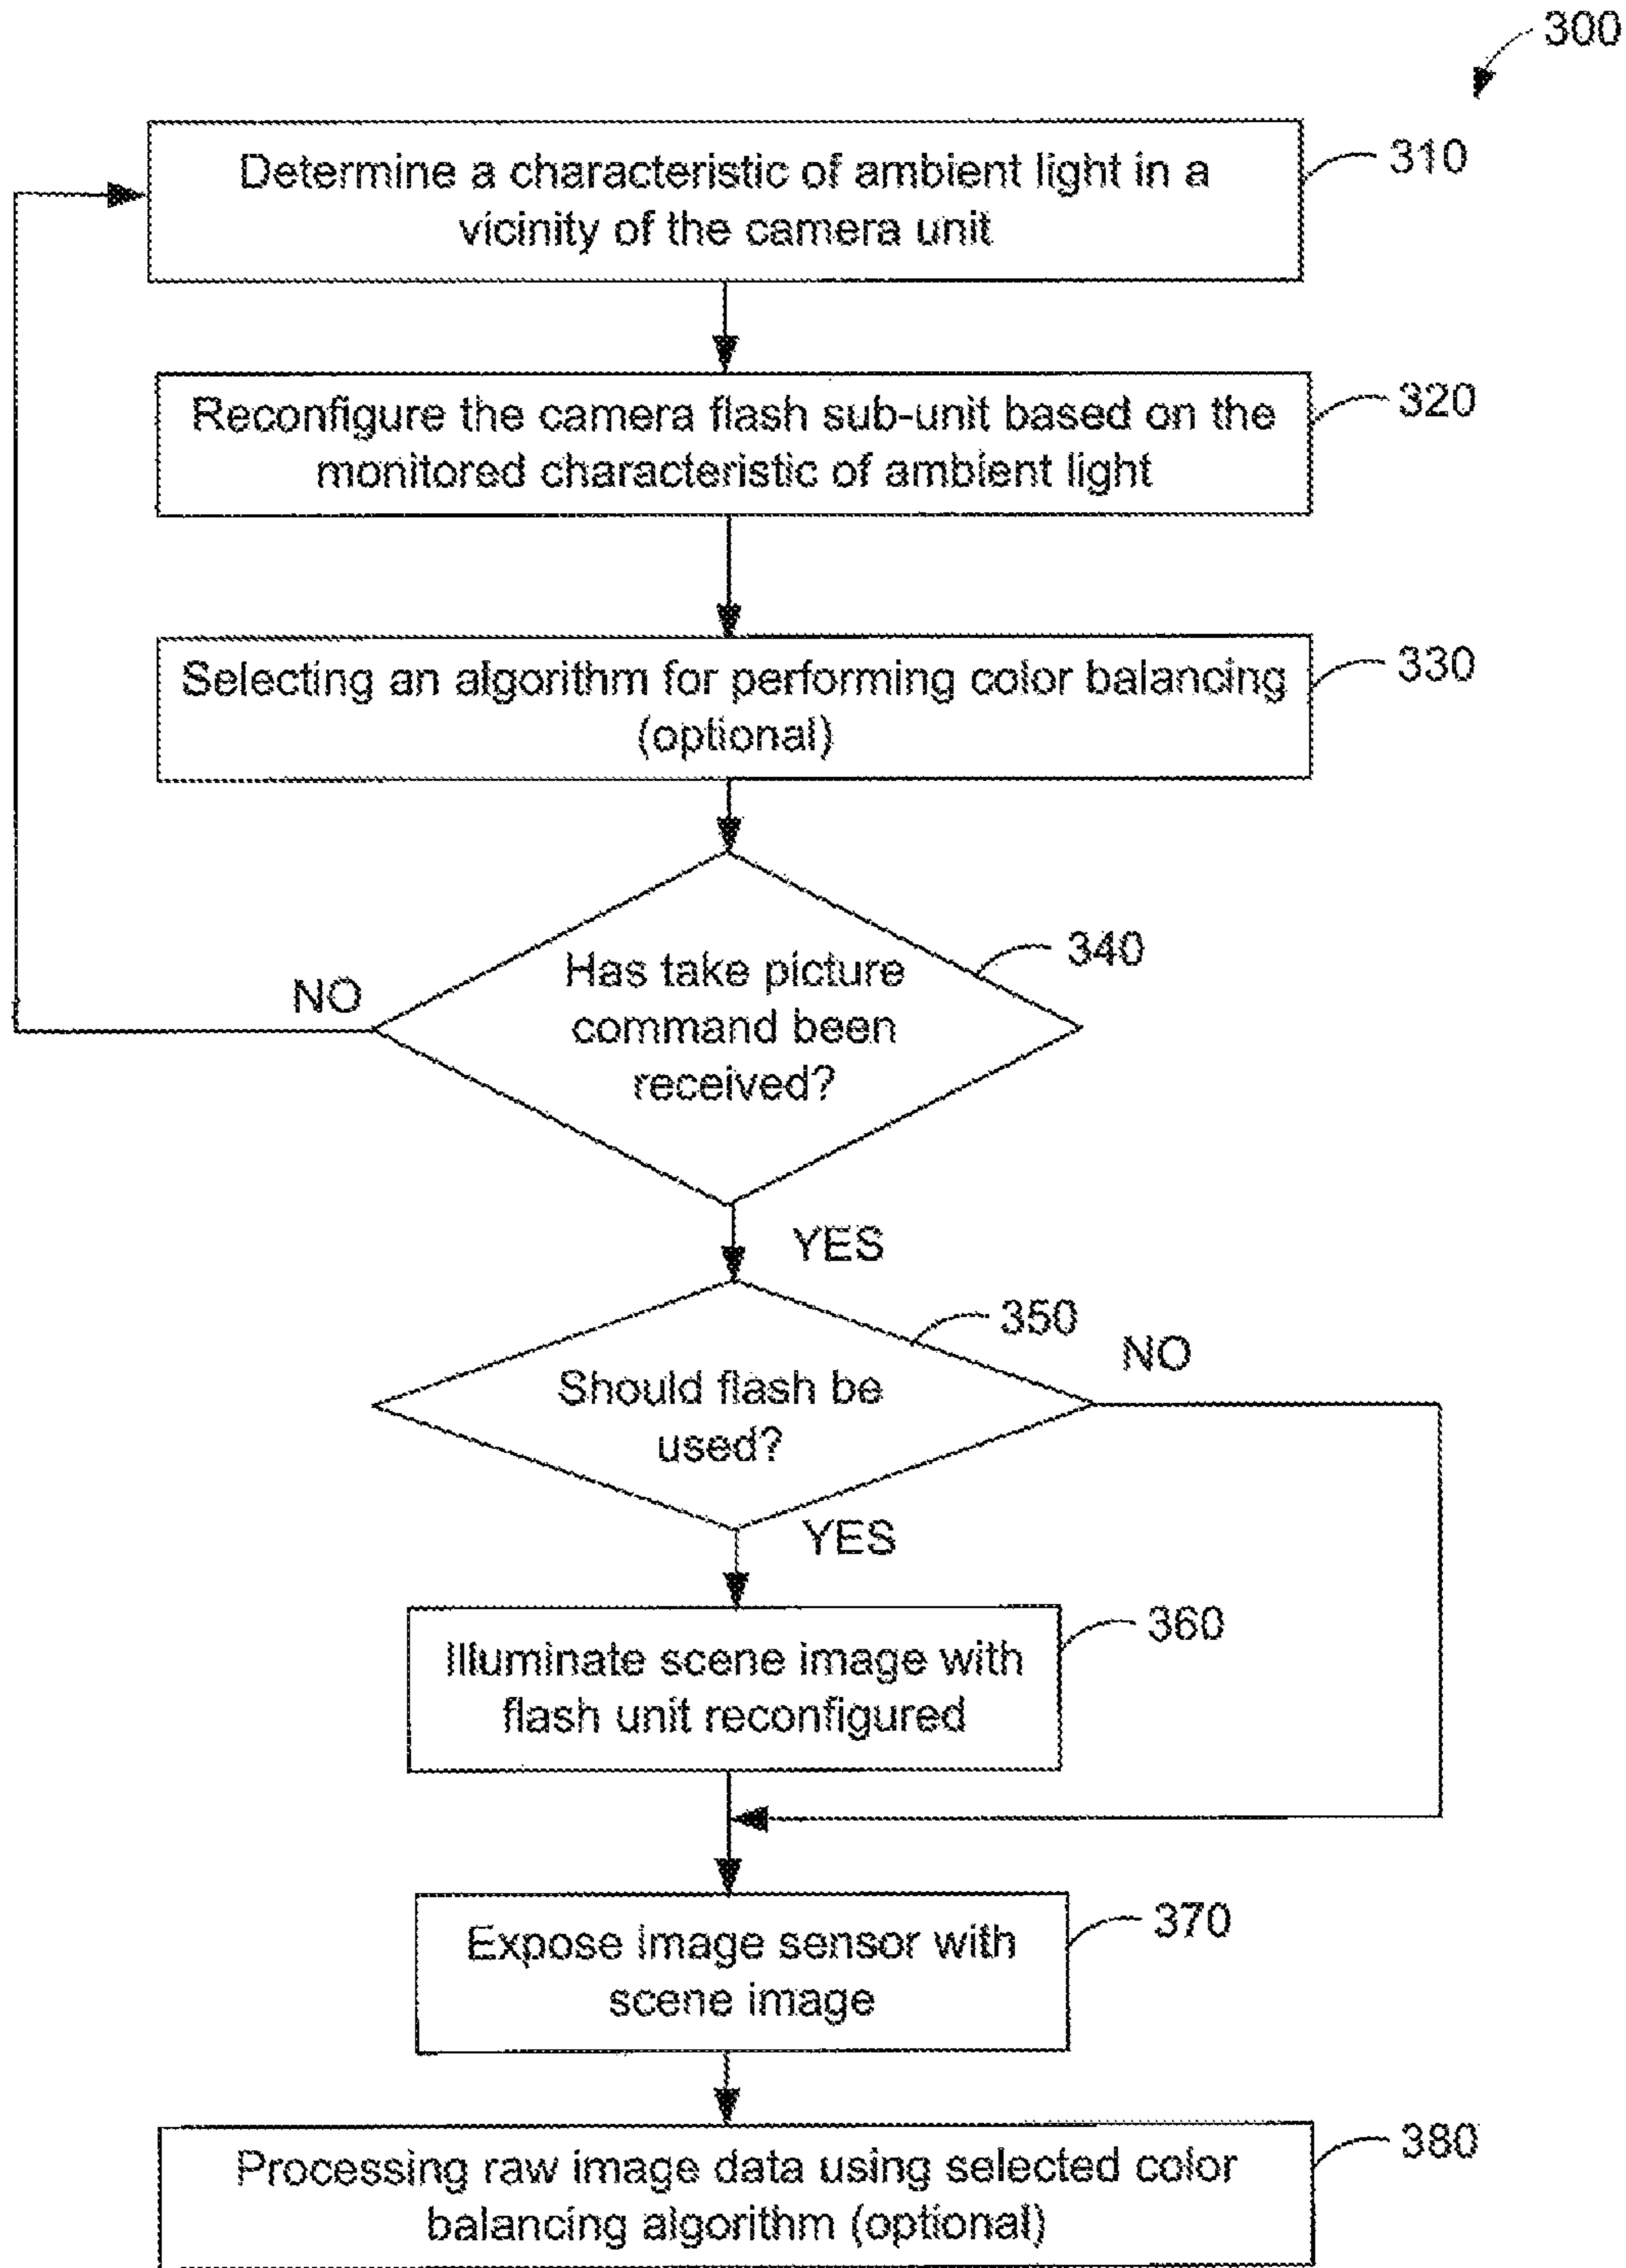 300
Determine a characteristic of ambient light in a
vicinity of the camera unit
310
Reconfigure the camera flash sub-unit based on the
monitored characteristic of ambient light
320
Selecting an algorithm for performing color balancing
(optional)
330
Has take picture
command been
received?
340
NO
YES
Should flash be
used?
350
NO
YES
Illuminate scene image with
flash unit reconfigured
360
Expose image sensor with
scene image
370
Processing raw image data using selected color
balancing algorithm (optional)
380